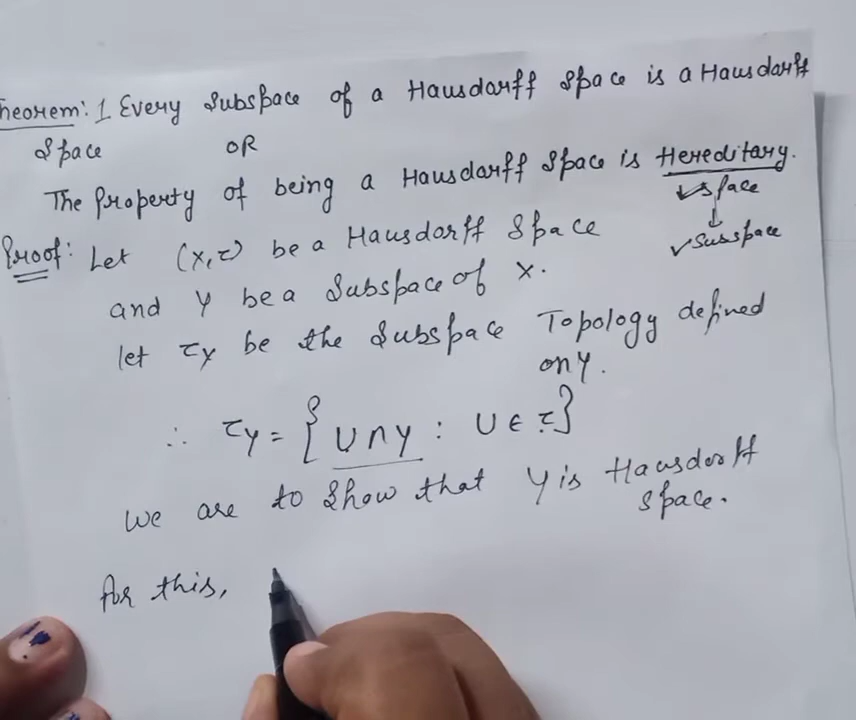 Theorem: 1 Every Subspace of a Hausdorff Space is a Hausdorff
Space OR
The Property of being a Hausdorff Space is Hereditary.
✓Space
↓
✓Subspace
Proof: Let (X,τ) be a Hausdorff Space
and Y be a Subspace of X.
let τY be the Subspace Topology defined
on Y.
∴ τY = { U∩Y : U ∈ τ}
We are to Show that Y is Hausdorff
Space.
for this,